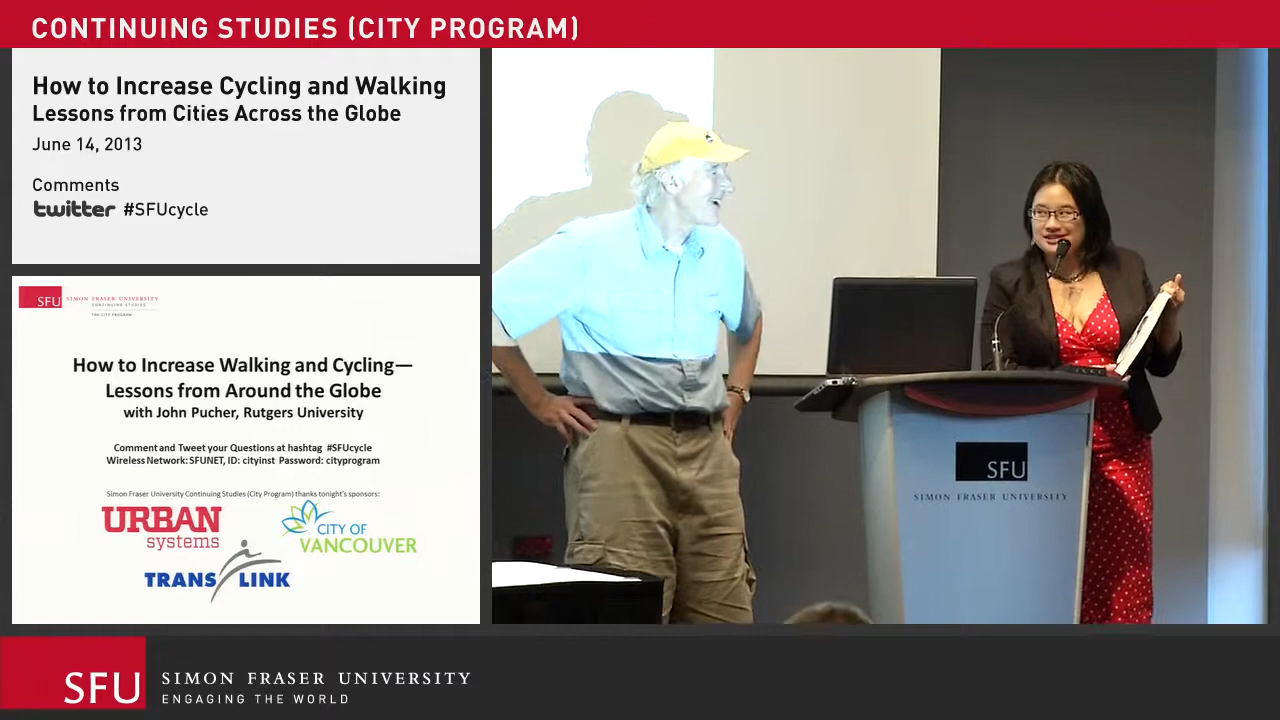 CONTINUING STUDIES (CITY PROGRAM)
How to Increase Cycling and Walking
Lessons from Cities Across the Globe
June 14, 2013
Comments
twitter #SFUcycle
SFU SIMON FRASER UNIVERSITY
CONTINUING STUDIES
THE CITY PROGRAM
How to Increase Walking and Cycling—
Lessons from Around the Globe
with John Pucher, Rutgers University
Comment and Tweet your Questions at hashtag #SFUcycle
Wireless Network: SFUNET, ID: cityinst Password: cityprogram
Simon Fraser University Continuing Studies (City Program) thanks tonight's sponsors:
URBAN
systems
CITY OF
VANCOUVER
TRANS LINK
SFU
SIMON FRASER UNIVERSITY
SFU SIMON FRASER UNIVERSITY
ENGAGING THE WORLD